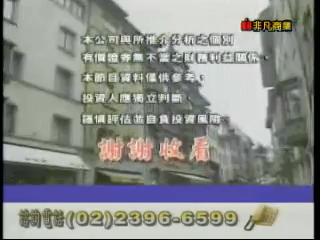 非凡商業
本公司與所推介分析之個別
有價證券無不當之財務利益關係、
本節目資料僅供參考、
投資人應獨立判斷、
謹慎評估並自負投資風險、
謝謝收看
諮詢電話 (02)2396-6599